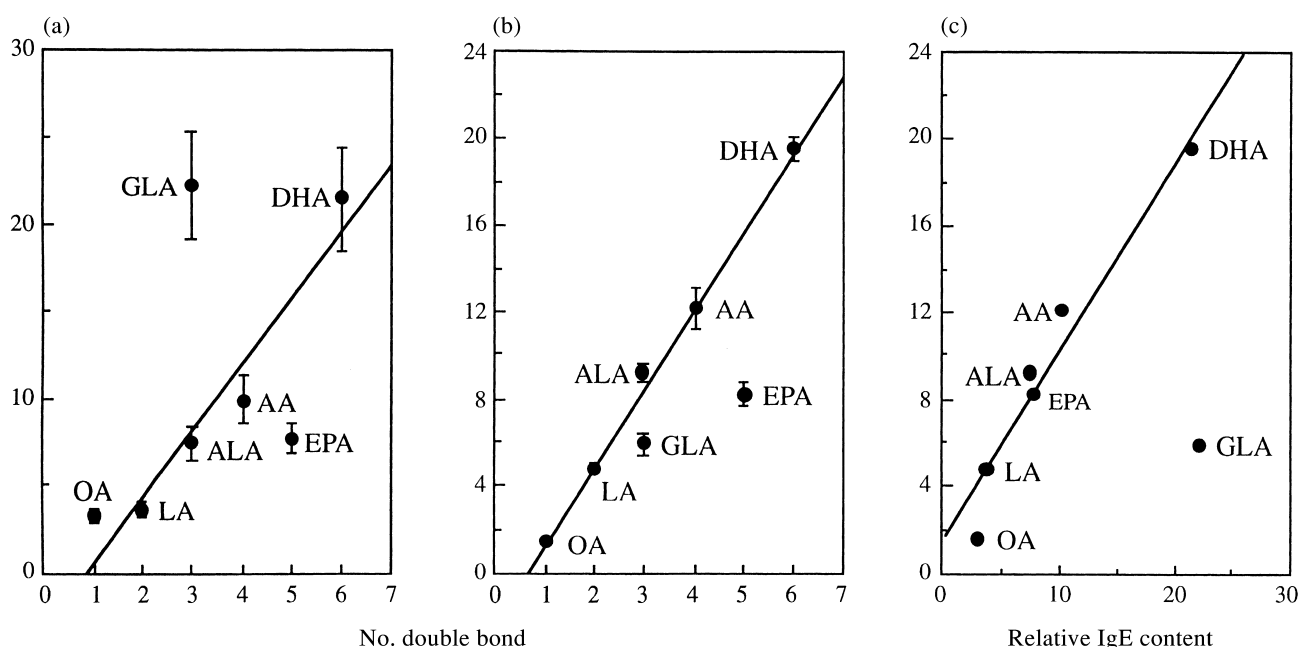 (a)
30
20
10
0
0 1 2 3 4 5 6 7
GLA
DHA
OA
LA
ALA
AA
EPA
(b)
24
20
16
12
8
4
0
0 1 2 3 4 5 6 7
DHA
AA
ALA
EPA
GLA
LA
OA
No. double bond
(c)
24
20
16
12
8
4
0
0 10 20 30
DHA
AA
ALA
EPA
GLA
LA
OA
Relative IgE content